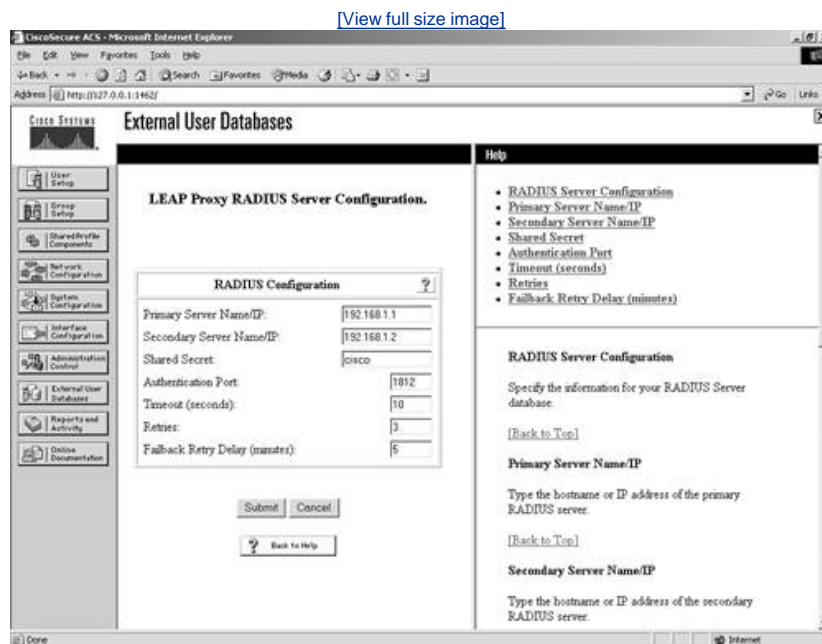 [View full size image]
CiscoSecure ACS - Microsoft Internet Explorer
File Edit View Favorites Tools Help
Back Search Favorites Media
Address http://127.0.0.1:1462/ Go Links
CISCO SYSTEMS
External User Databases
User Setup
Group Setup
Shared Profile Components
Network Configuration
System Configuration
Interface Configuration
Administration Control
External User Databases
Reports and Activity
Online Documentation
LEAP Proxy RADIUS Server Configuration.
RADIUS Configuration ?
Primary Server Name/IP: 192.168.1.1
Secondary Server Name/IP: 192.168.1.2
Shared Secret: cisco
Authentication Port: 1812
Timeout (seconds): 10
Retries: 3
Failback Retry Delay (minutes): 5
Submit Cancel
? Back to Help
Help
RADIUS Server Configuration
Primary Server Name/IP
Secondary Server Name/IP
Shared Secret
Authentication Port
Timeout (seconds)
Retries
Failback Retry Delay (minutes)
RADIUS Server Configuration
Specify the information for your RADIUS Server
database.
[Back to Top]
Primary Server Name/IP
Type the hostname or IP address of the primary
RADIUS server.
[Back to Top]
Secondary Server Name/IP
Type the hostname or IP address of the secondary
RADIUS server.
Done Internet